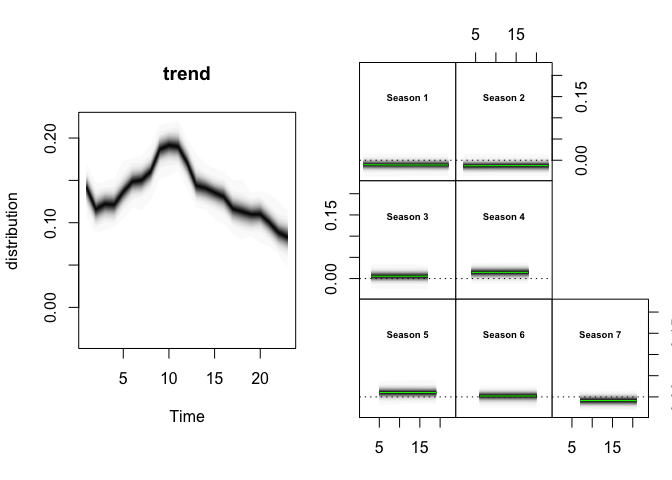 trend
distribution
0.00
0.10
0.20
5
10
15
20
Time
5
15
Season 1
Season 2
0.00
0.15
0.00
0.15
Season 3
Season 4
Season 5
Season 6
Season 7
5
15
5
15